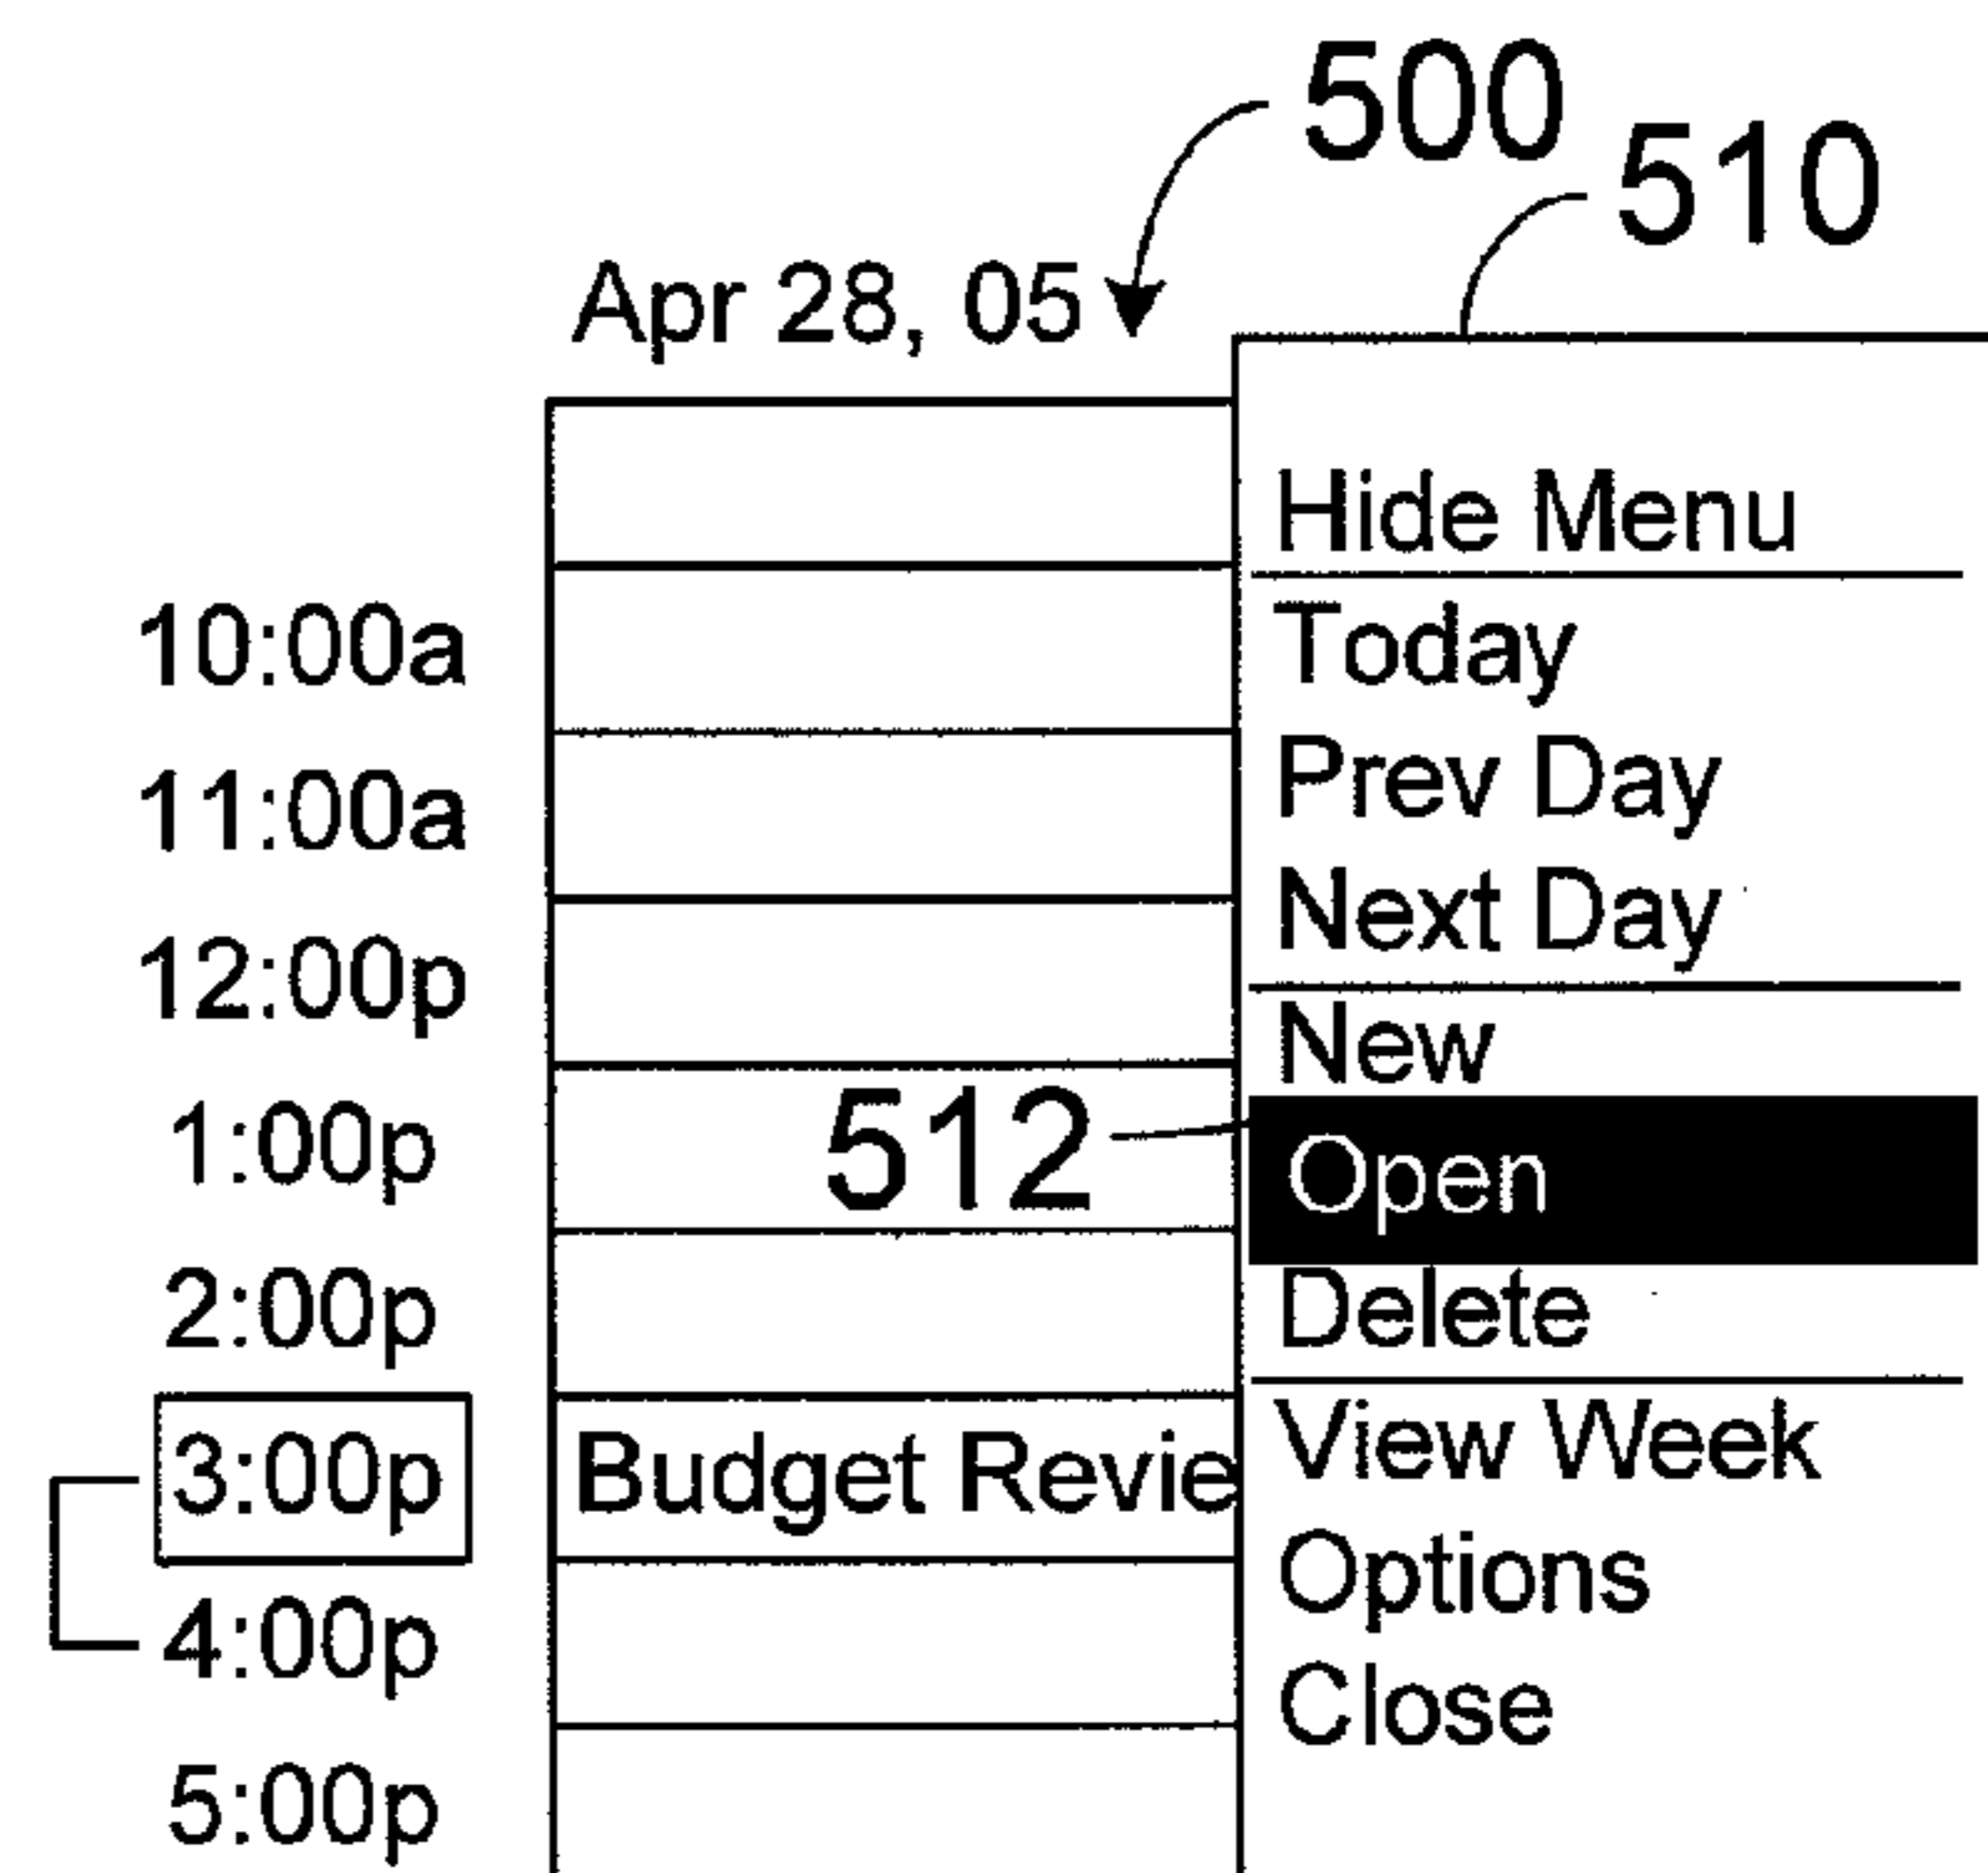 500
510
Apr 28, 05
Hide Menu
10:00a
Today
11:00a
Prev Day
Next Day
12:00p
New
1:00p
512
Open
2:00p
Delete
3:00p
Budget Revie
View Week
4:00p
Options
Close
5:00p